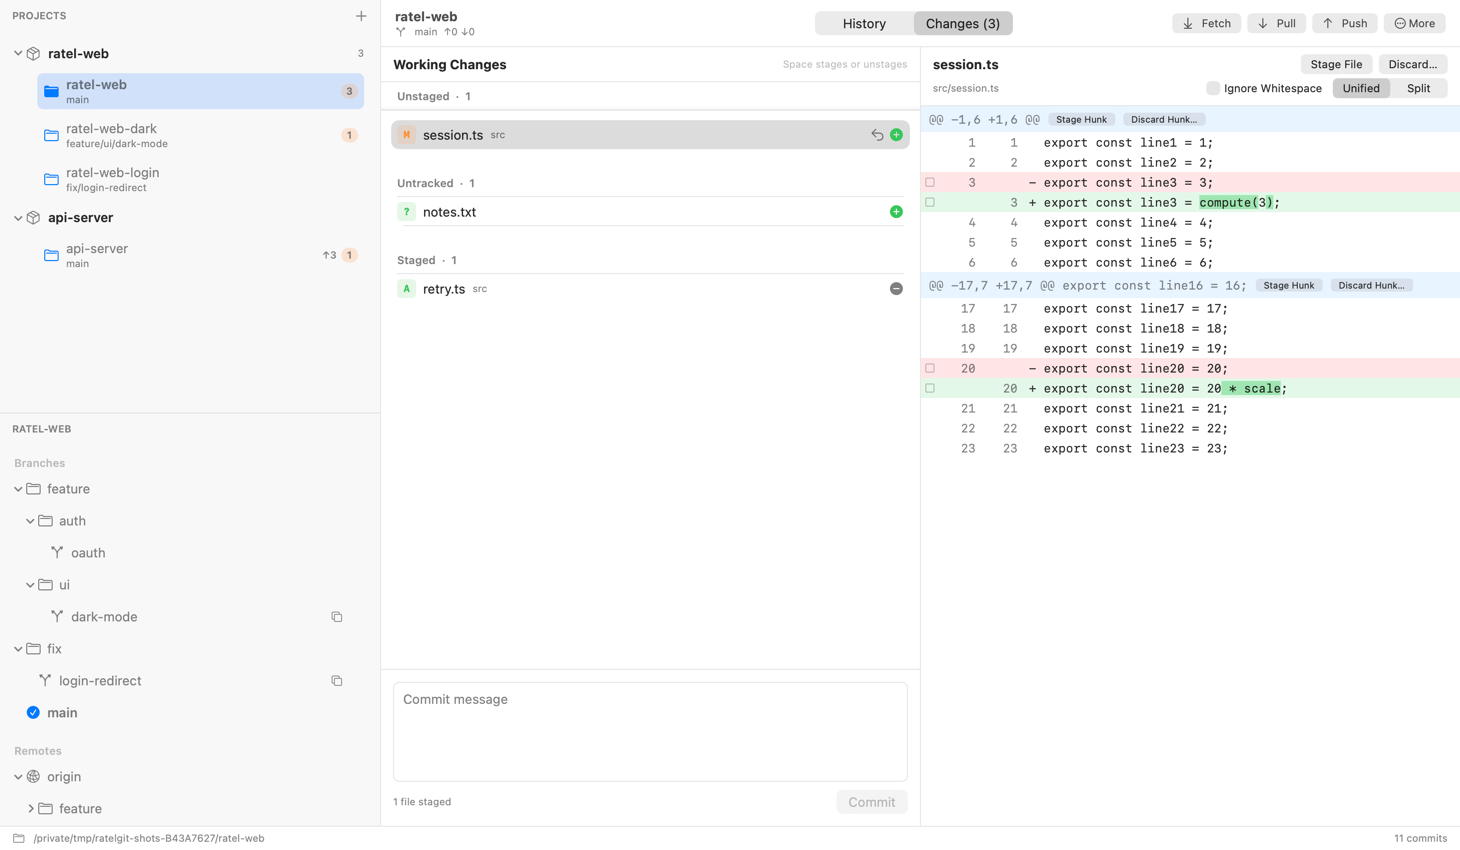 PROJECTS
ratel-web
3
ratel-web
main
3
ratel-web-dark
feature/ui/dark-mode
1
ratel-web-login
fix/login-redirect
api-server
api-server
main
↑3
1
RATEL-WEB
Branches
feature
auth
oauth
ui
dark-mode
fix
login-redirect
main
Remotes
origin
feature
ratel-web
main ↑0 ↓0
History
Changes (3)
Fetch
Pull
Push
More
Working Changes
Space stages or unstages
Unstaged · 1
M session.ts src
Untracked · 1
? notes.txt
Staged · 1
A retry.ts src
Commit message
1 file staged
Commit
session.ts
Stage File
Discard...
src/session.ts
Ignore Whitespace
Unified
Split
@@ -1,6 +1,6 @@ Stage Hunk Discard Hunk...
1 1 export const line1 = 1;
2 2 export const line2 = 2;
3 - export const line3 = 3;
3 + export const line3 = compute(3);
4 4 export const line4 = 4;
5 5 export const line5 = 5;
6 6 export const line6 = 6;
@@ -17,7 +17,7 @@ export const line16 = 16; Stage Hunk Discard Hunk...
17 17 export const line17 = 17;
18 18 export const line18 = 18;
19 19 export const line19 = 19;
20 - export const line20 = 20;
20 + export const line20 = 20 * scale;
21 21 export const line21 = 21;
22 22 export const line22 = 22;
23 23 export const line23 = 23;
/private/tmp/ratelgit-shots-B43A7627/ratel-web
11 commits